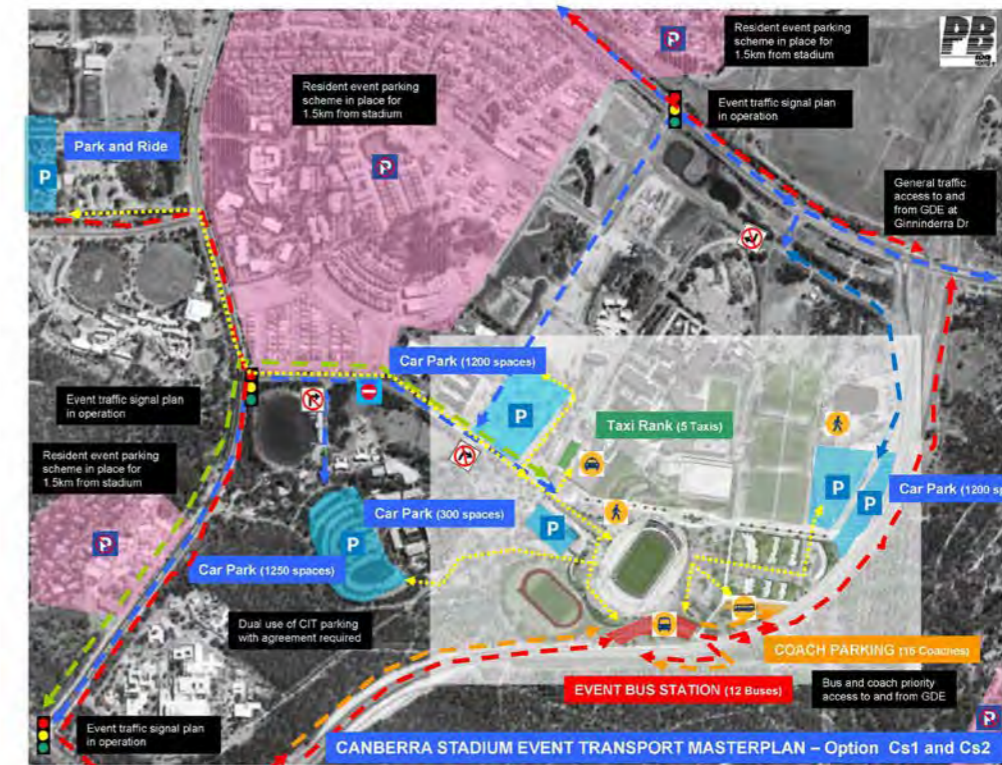 Resident event parking
scheme in place for
1.5km from stadium
PB
P
Resident event parking
scheme in place for
1.5km from stadium
Event traffic signal plan
in operation
P
Park and Ride
P
General traffic
access to and
from GDE at
Ginninderra Dr
Car Park (1200 spaces)
Event traffic signal plan
in operation
P
Taxi Rank (5 Taxis)
Resident event parking
scheme in place for
1.5km from stadium
P
P
Car Park (1200 s
Car Park (300 spaces)
P
P
P
Car Park (1250 spaces)
Dual use of CIT parking
with agreement required
COACH PARKING (15 Coaches)
EVENT BUS STATION (12 Buses)
Bus and coach priority
access to and from GDE
P
Event traffic signal plan
in operation
CANBERRA STADIUM EVENT TRANSPORT MASTERPLAN – Option Cs1 and Cs2